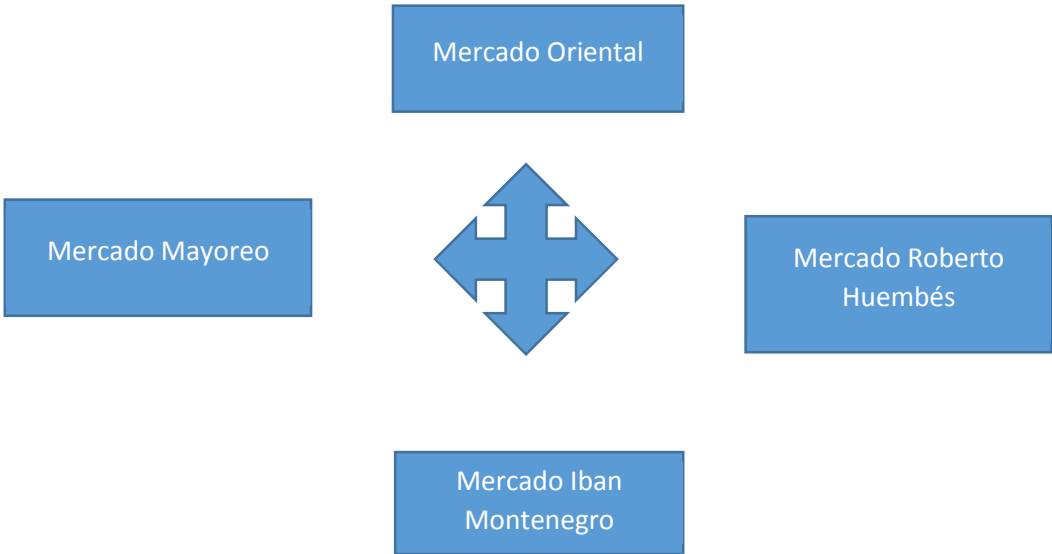 Mercado Oriental
Mercado Mayoreo
Mercado Roberto
Huembés
Mercado Iban
Montenegro